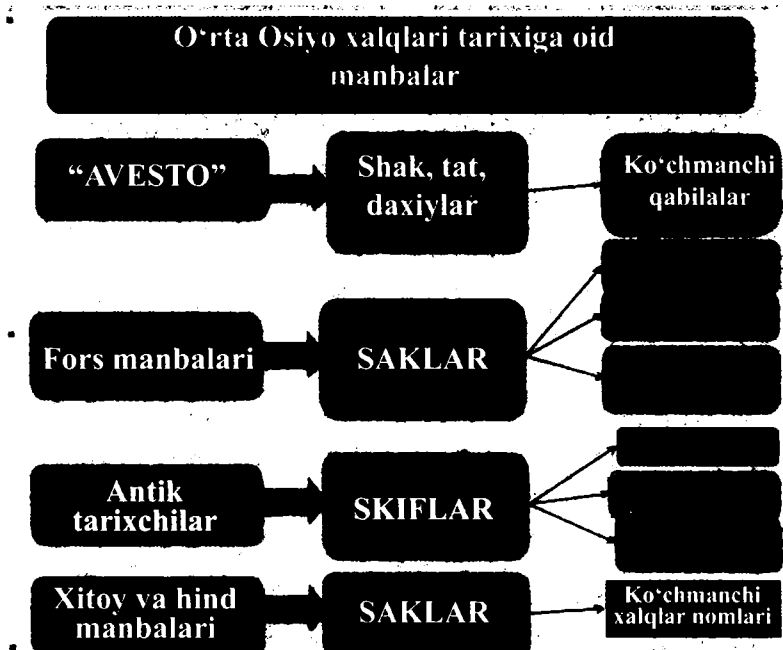 O‘rta Osiyo xalqlari tarixiga oid
manbalar
“AVESTO”
Shak, tat,
daxiylar
Ko‘chmanchi
qabilalar
Fors manbalari
SAKLAR
Antik
tarixchilar
SKIFLAR
Xitoy va hind
manbalari
SAKLAR
Ko‘chmanchi
xalqlar nomlari